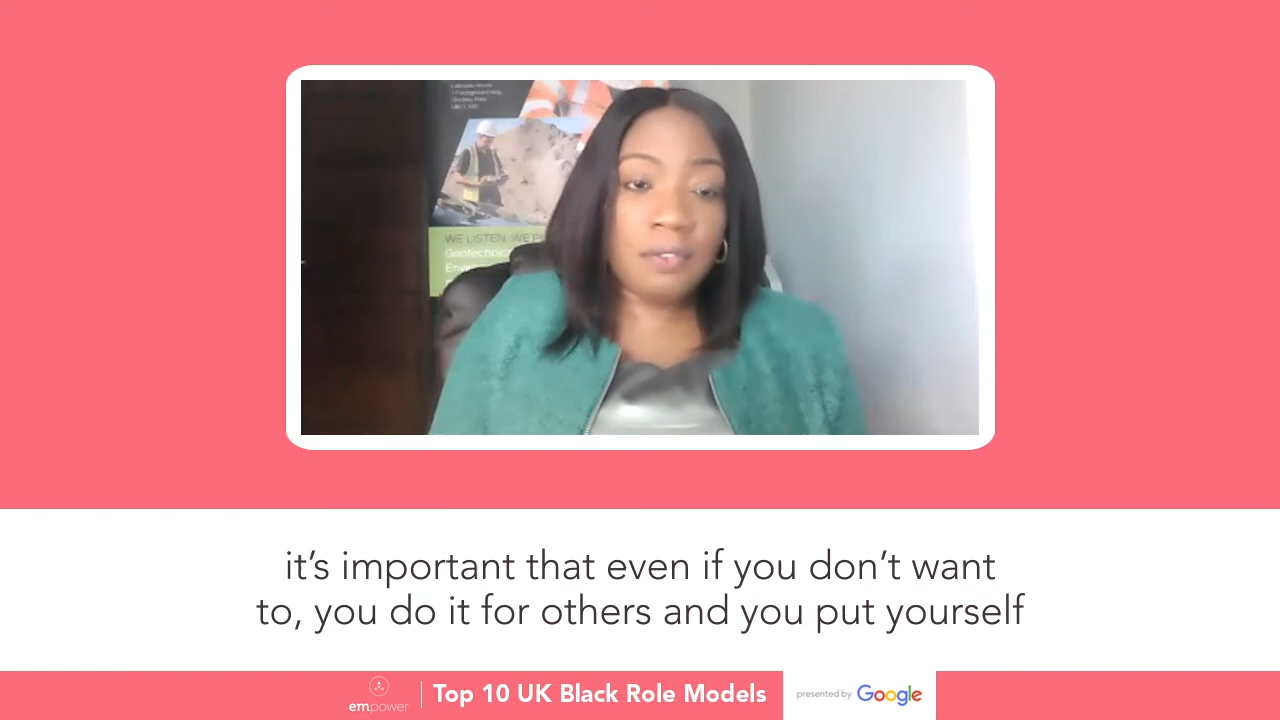 WE LISTEN WE
it's important that even if you don't want
to, you do it for others and you put yourself
empower
Top 10 UK Black Role Models
presented by Google